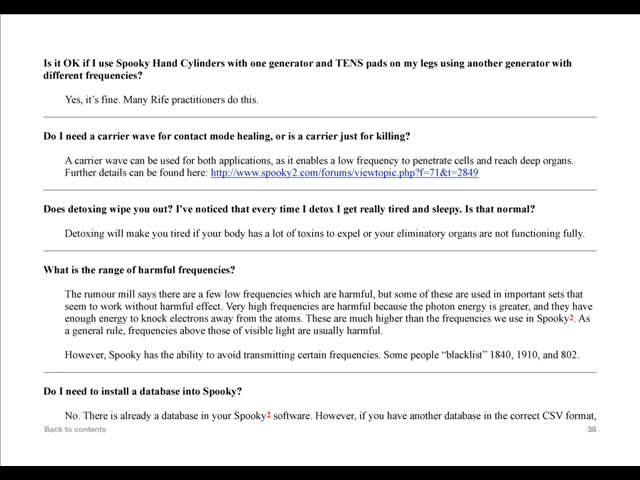 Is it OK if I use Spooky Hand Cylinders with one generator and TENS pads on my legs using another generator with
different frequencies?
Yes, it's fine. Many Rife practitioners do this.
Do I need a carrier wave for contact mode healing, or is a carrier just for killing?
A carrier wave can be used for both applications, as it enables a low frequency to penetrate cells and reach deep organs.
Further details can be found here: http://www.spooky2.com/forums/viewtopic.php?f=71&t=2849
Does detoxing wipe you out? I've noticed that every time I detox I get really tired and sleepy. Is that normal?
Detoxing will make you tired if your body has a lot of toxins to expel or your eliminatory organs are not functioning fully.
What is the range of harmful frequencies?
The rumour mill says there are a few low frequencies which are harmful, but some of these are used in important sets that
seem to work without harmful effect. Very high frequencies are harmful because the photon energy is greater, and they have
enough energy to knock electrons away from the atoms. These are much higher than the frequencies we use in Spooky2. As
a general rule, frequencies above those of visible light are usually harmful.
However, Spooky has the ability to avoid transmitting certain frequencies. Some people “blacklist” 1840, 1910, and 802.
Do I need to install a database into Spooky?
No. There is already a database in your Spooky2 software. However, if you have another database in the correct CSV format,
Back to contents
38